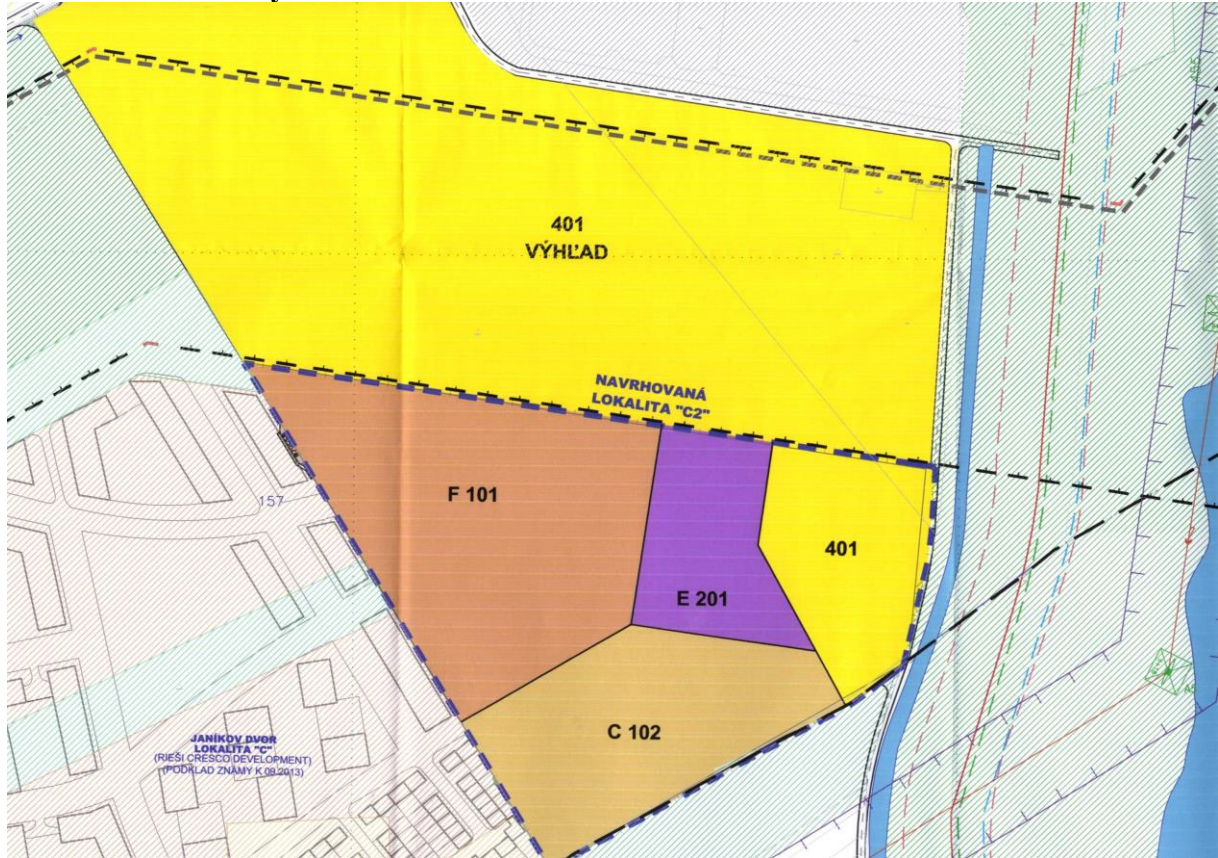 401
VÝHĽAD
NAVRHOVANÁ
LOKALITA "C2"
F 101
157
401
E 201
C 102
JANÍKOV DVOR
LOKALITA "C"
(RIEŠI CRESCO DEVELOPMENT)
(PODKLAD ZNÁMY K 09.2013)